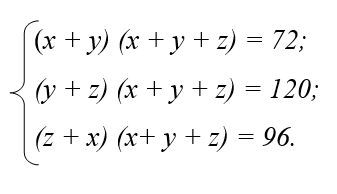 (x + y) (x + y + z) = 72;
(y + z) (x + y + z) = 120;
(z + x) (x+ y + z) = 96.